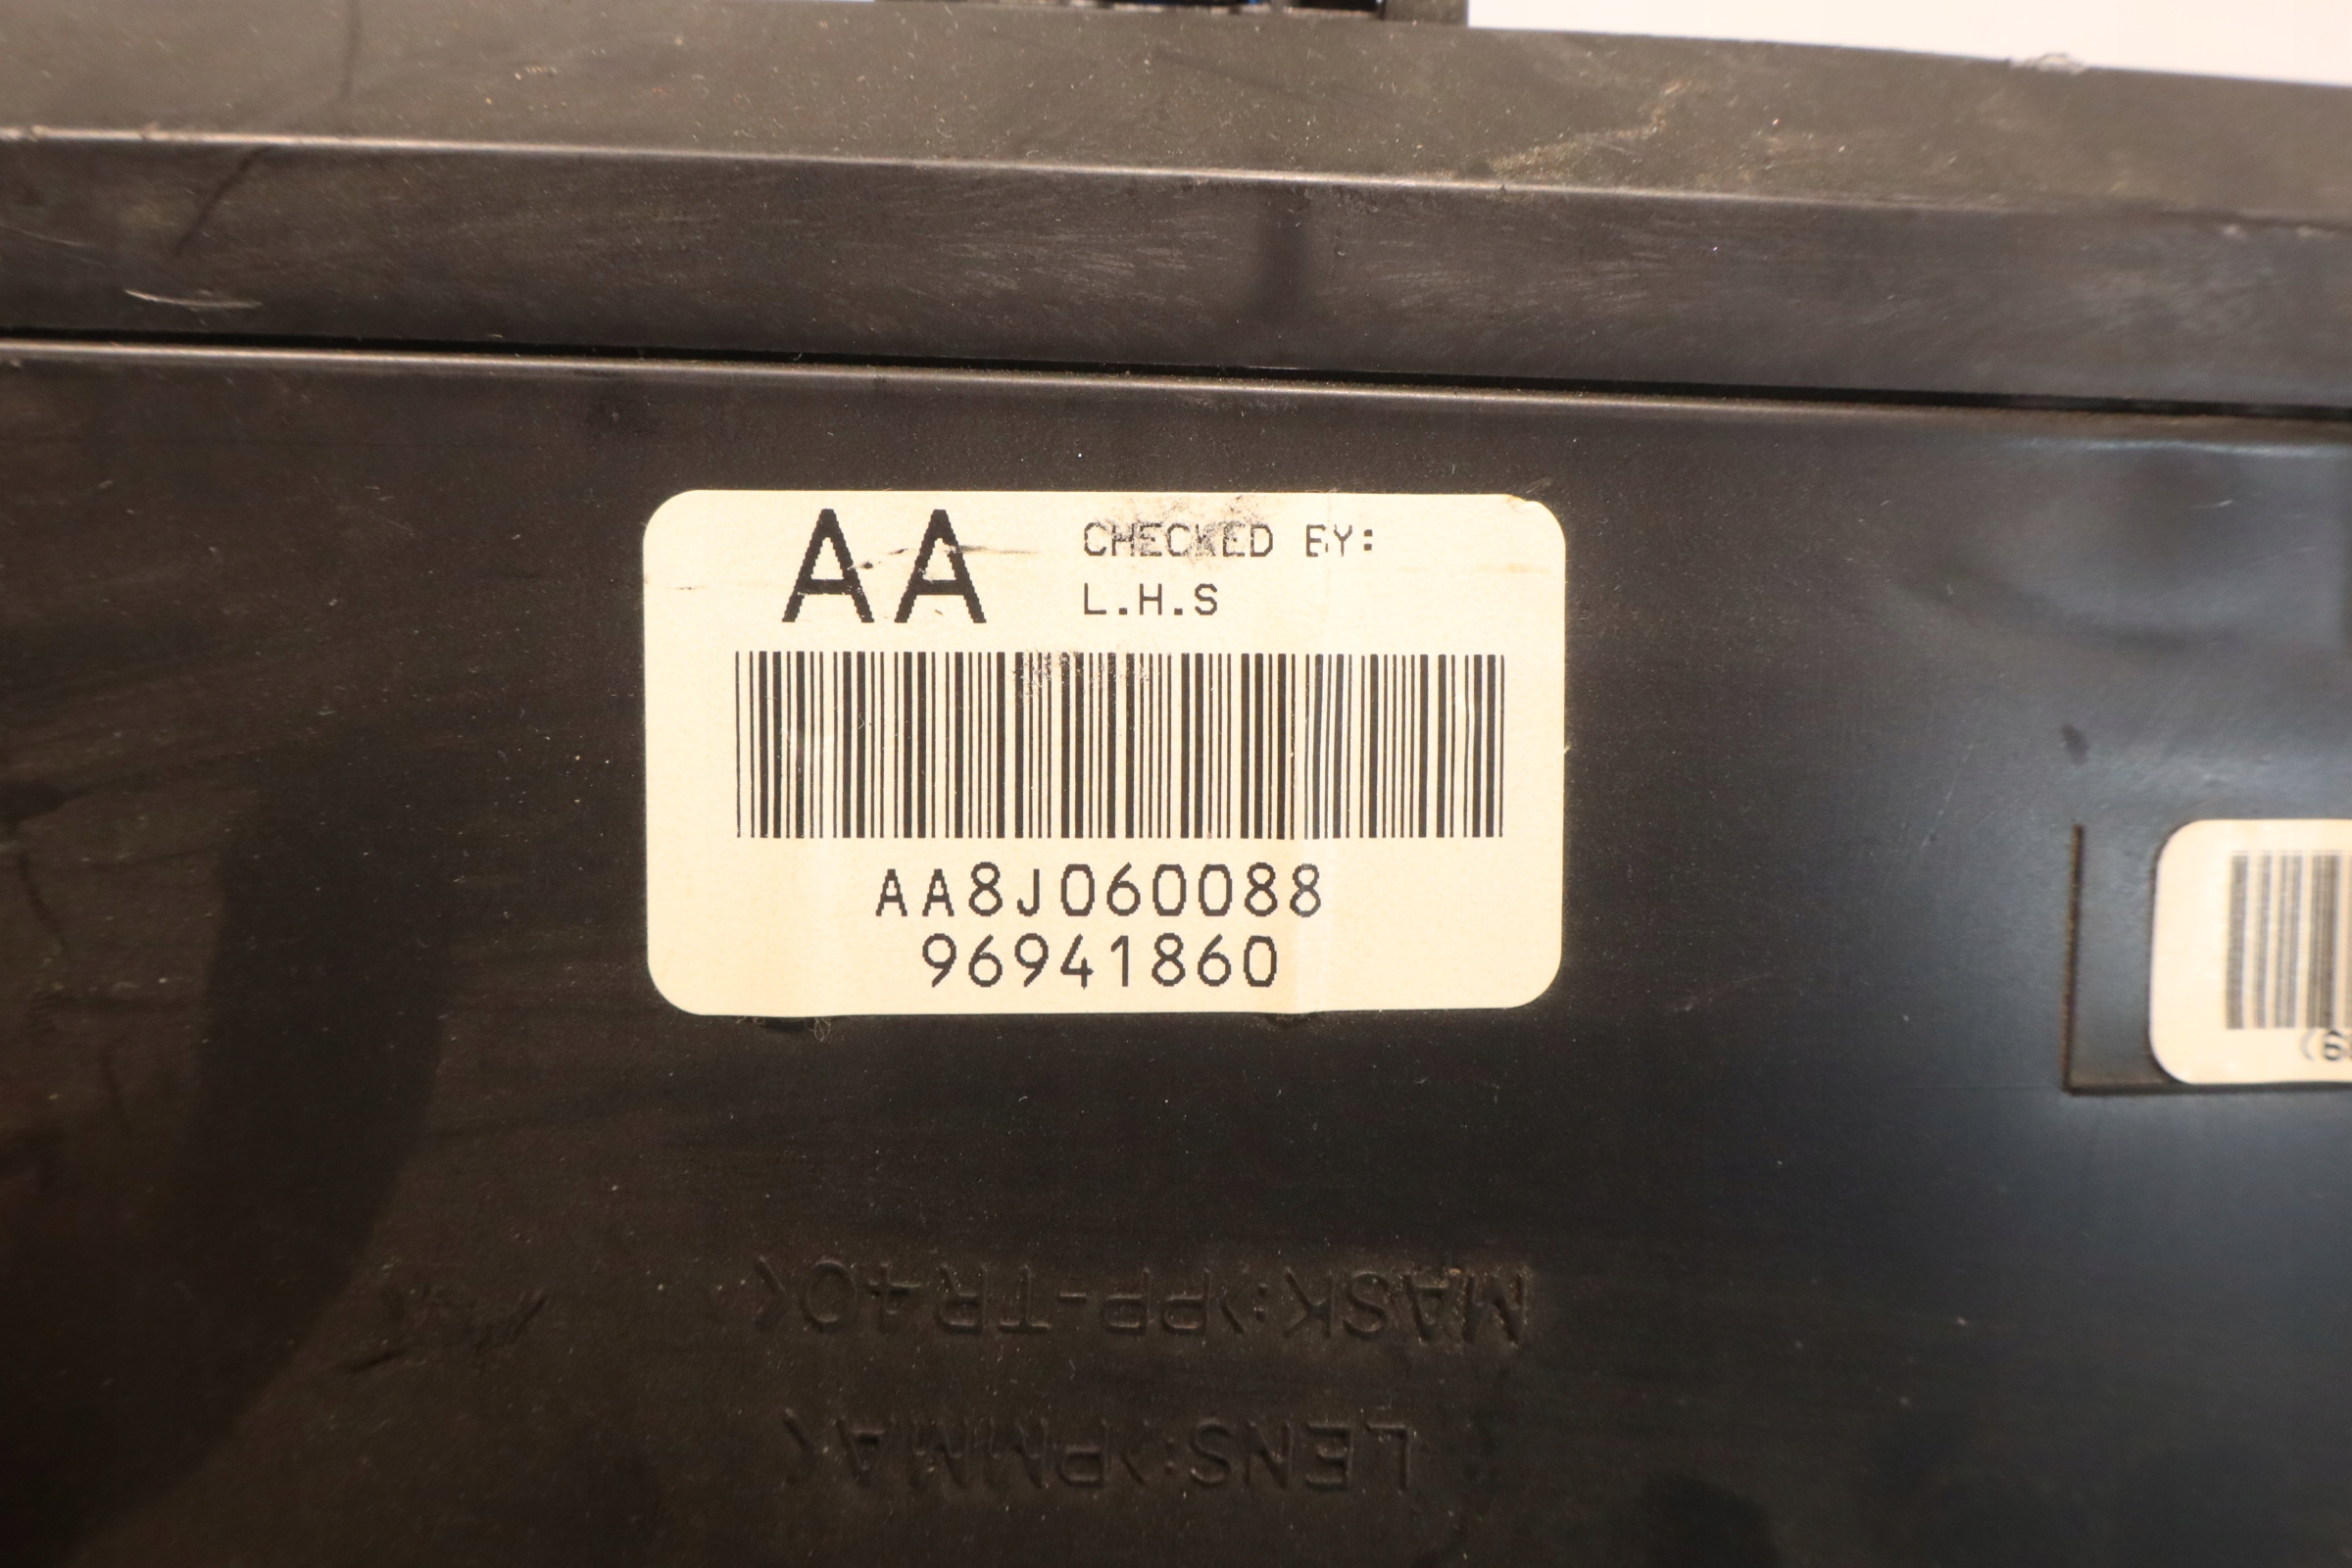 AA
CHECKED BY:
L.H.S
AA8J060088
96941860
MASK:>PP-TR40<
LENS:>PMMA<